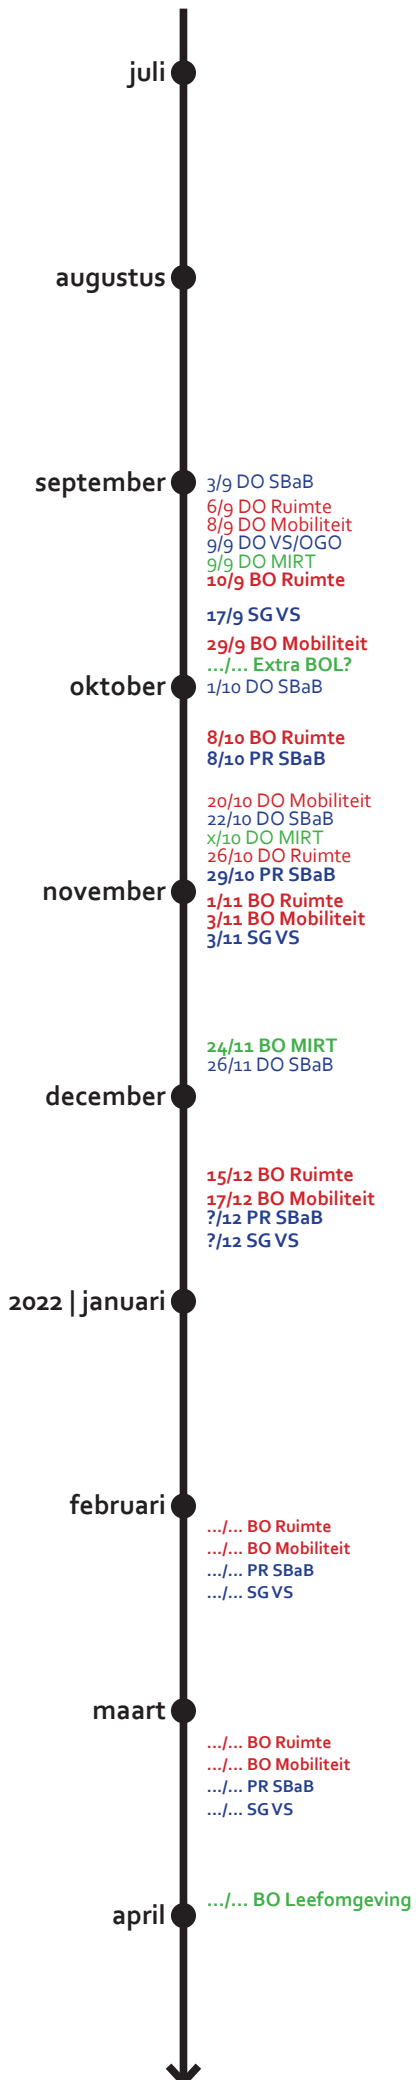 juli
augustus
september
3/9 DO SBaB
6/9 DO Ruimte
8/9 DO Mobiliteit
9/9 DO VS/OGO
9/9 DO MIRT
10/9 BO Ruimte
17/9 SG VS
29/9 BO Mobiliteit
.../... Extra BOL?
oktober
1/10 DO SBaB
8/10 BO Ruimte
8/10 PR SBaB
20/10 DO Mobiliteit
22/10 DO SBaB
x/10 DO MIRT
26/10 DO Ruimte
29/10 PR SBaB
november
1/11 BO Ruimte
3/11 BO Mobiliteit
3/11 SG VS
24/11 BO MIRT
26/11 DO SBaB
december
15/12 BO Ruimte
17/12 BO Mobiliteit
?/12 PR SBaB
?/12 SG VS
2022 | januari
februari
.../... BO Ruimte
.../... BO Mobiliteit
.../... PR SBaB
.../... SG VS
maart
.../... BO Ruimte
.../... BO Mobiliteit
.../... PR SBaB
.../... SG VS
.../... BO Leefomgeving
april